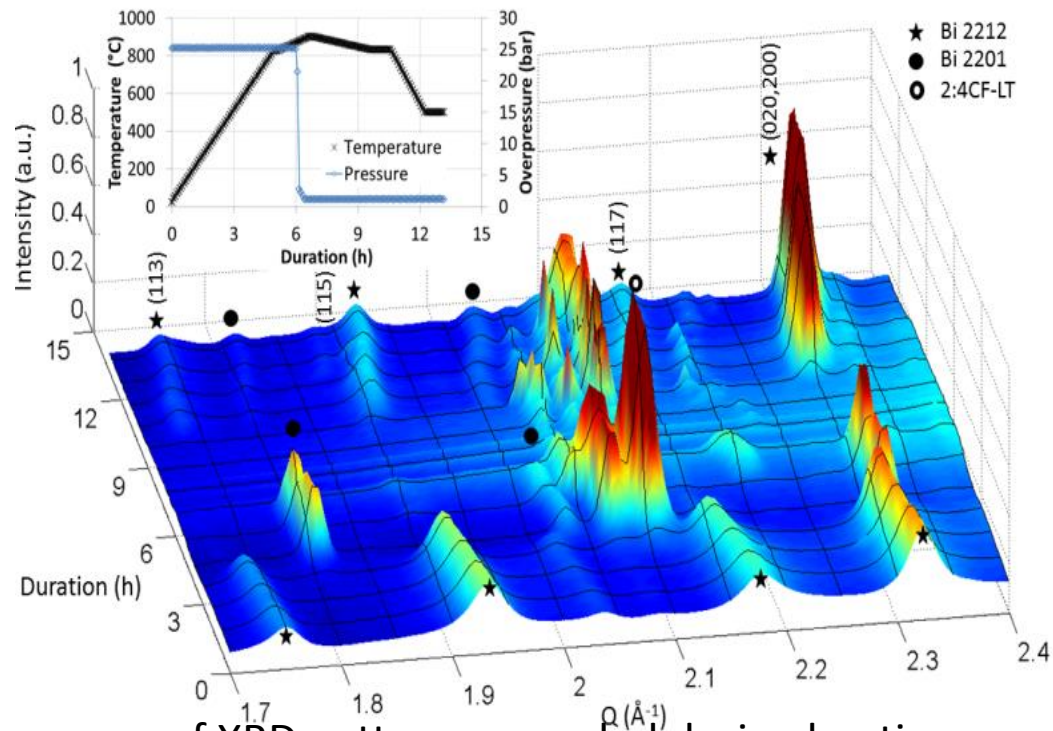 1000
800
600
400
200
0
Temperature (°C)
30
25
20
15
10
5
0
Overpressure (bar)
Temperature
Pressure
0 3 6 9 12 15
Duration (h)
★ Bi 2212
● Bi 2201
2:4CF-LT
1
0.8
0.6
0.4
0.2
0
Intensity (a.u.)
(113)
(115)
(117)
(020,200)
15
12
9
6
3
0
Duration (h)
1.7 1.8 1.9 2 2.1 2.2 2.3 2.4
Q (Å⁻¹)